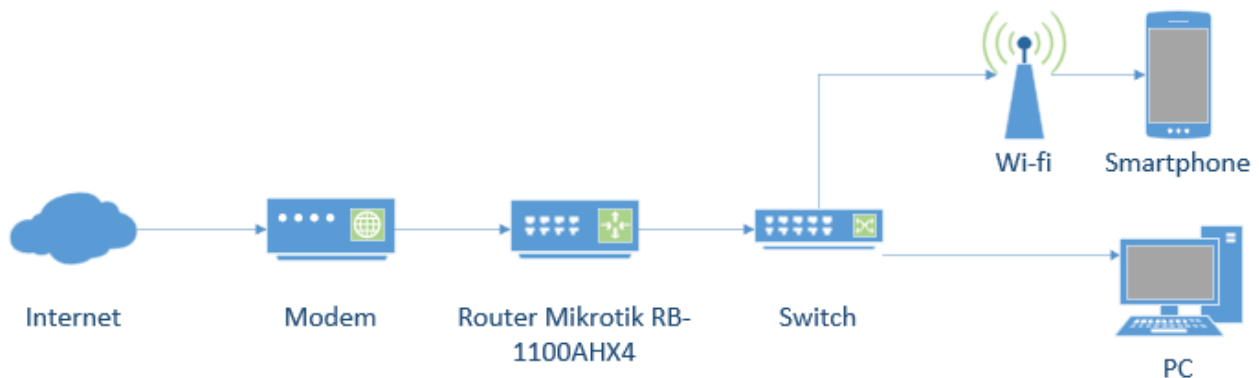 Wi-fi
Smartphone
Internet
Modem
Router Mikrotik RB-
1100AHX4
Switch
PC